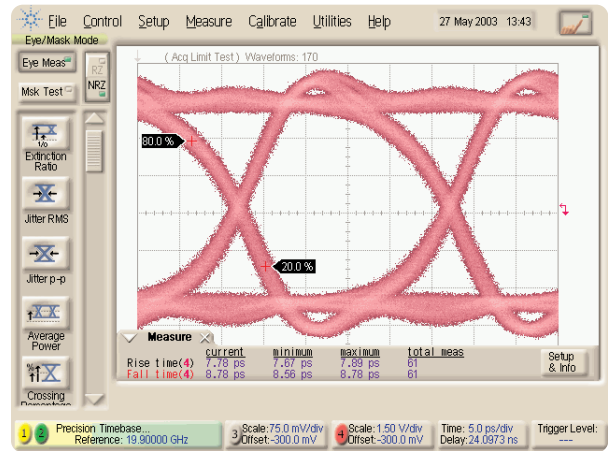 File Control Setup Measure Calibrate Utilities Help 27 May 2003 13:43
Eye/Mask Mode
Eye Meas
Msk Test
RZ
NRZ
( Acq Limit Test ) Waveforms: 170
80.0 %
20.0 %
1/0
Extinction
Ratio
Jitter RMS
Jitter p-p
Average
Power
%
Crossing
Percentage
Measure
current minimum maximum total meas
Rise time(4) 7.78 ps 7.67 ps 7.89 ps 61
Fall time(4) 8.78 ps 8.56 ps 8.78 ps 61
Setup
& Info
1 2 Precision Timebase...
Reference: 19.90000 GHz
3 Scale:75.0 mV/div
Offset:-300.0 mV
4 Scale:1.50 V/div
Offset:-300.0 mV
Time: 5.0 ps/div
Delay:24.0973 ns
Trigger Level:
---